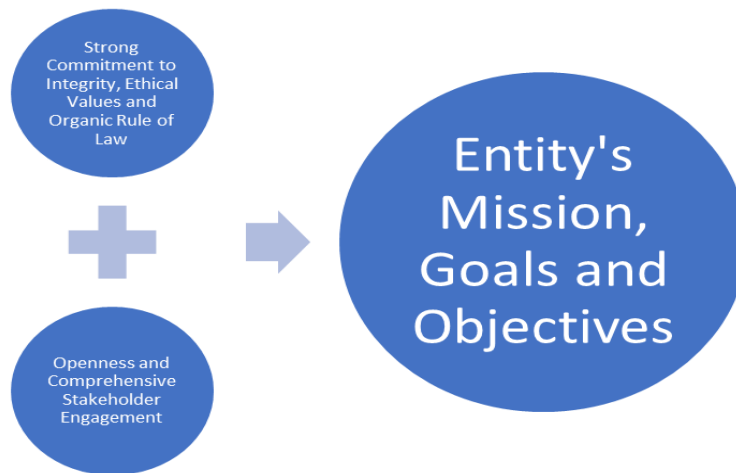 Strong
Commitment to
Integrity, Ethical
Values and
Organic Rule of
Law
Openness and
Comprehensive
Stakeholder
Engagement
Entity's
Mission,
Goals and
Objectives